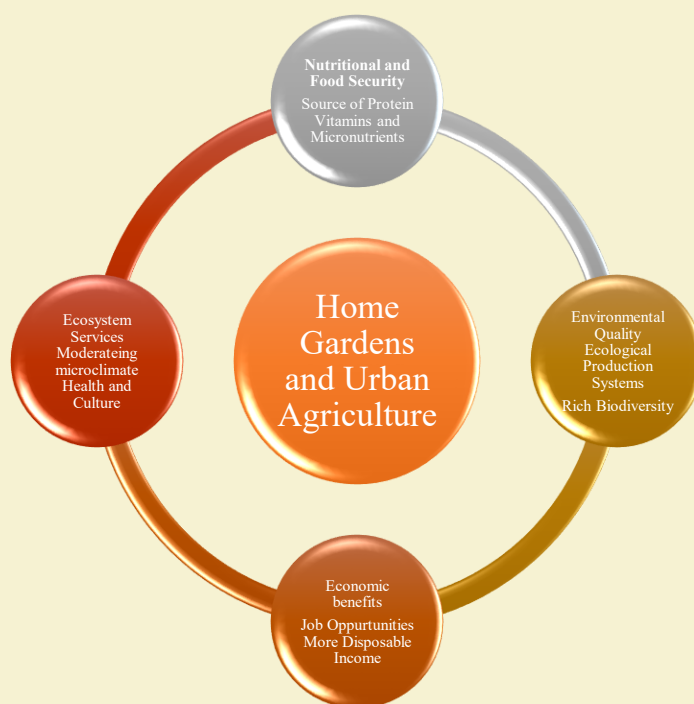 Nutritional and
Food Security
Source of Protein
Vitamins and
Micronutrients
Home
Gardens
and Urban
Agriculture
Ecosystem
Services
Moderateing
microclimate
Health and
Culture
Environmental
Quality
Ecological
Production
Systems
Rich Biodiversity
Economic
benefits
Job Oppurtunities
More Disposable
Income